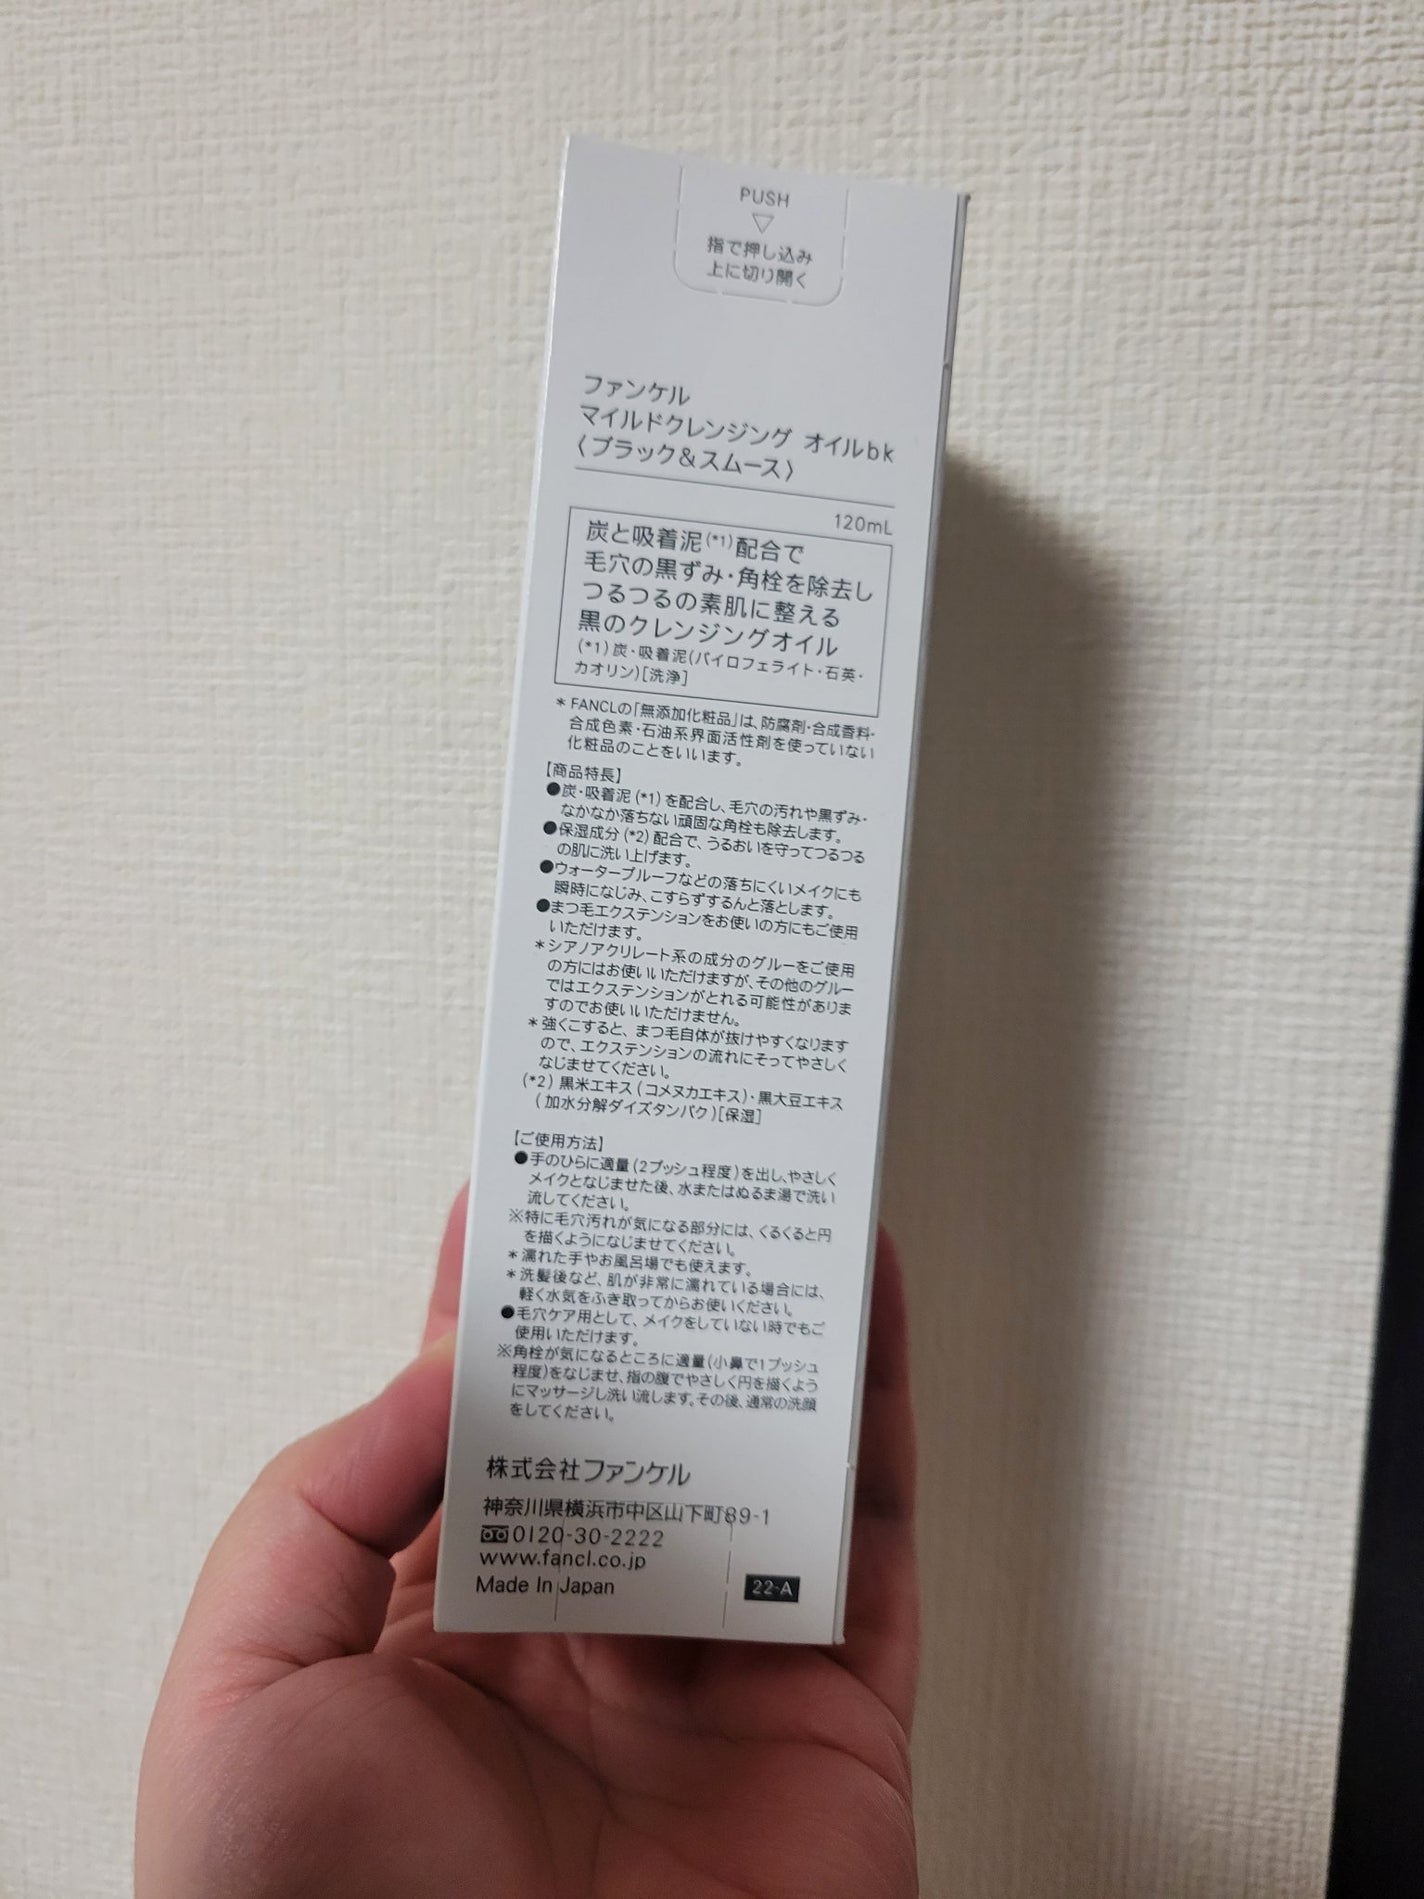 PUSH
指で押し込み
上に切り開く
ファンケル
マイルドクレンジング オイルbk
〈ブラック&スムース〉
120mL
炭と吸着泥(*1)配合で
毛穴の黒ずみ・角栓を除去し
つるつるの素肌に整える
黒のクレンジングオイル
(*1)炭・吸着泥(パイロフェライト・石英・
カオリン)[洗浄]
*FANCLの「無添加化粧品」は、防腐剤・合成香料・
合成色素・石油系界面活性剤を使っていない
化粧品のことをいいます。
【商品特長】
●炭・吸着泥(*1)を配合し、毛穴の汚れや黒ずみ・
なかなか落ちない頑固な角栓も除去します。
●保湿成分(*2)配合で、うるおいを守ってつるつる
の肌に洗い上げます。
●ウォータープルーフなどの落ちにくいメイクにも
瞬時になじみ、こすらずするんと落とします。
●まつ毛エクステンションをお使いの方にもご使用
いただけます。
*シアノアクリレート系の成分のグルーをご使用
の方にはお使いいただけますが、その他のグルー
ではエクステンションがとれる可能性がありま
すのでお使いいただけません。
*強くこすると、まつ毛自体が抜けやすくなります
ので、エクステンションの流れにそってやさしく
なじませてください。
(*2)黒米エキス(コメヌカエキス)・黒大豆エキス
(加水分解ダイズタンパク)[保湿]
【ご使用方法】
●手のひらに適量(2プッシュ程度)を出し、やさしく
メイクとなじませた後、水またはぬるま湯で洗い
流してください。
※特に毛穴汚れが気になる部分には、くるくると円
を描くようになじませてください。
*濡れた手やお風呂場でも使えます。
*洗髪後など、肌が非常に濡れている場合には、
軽く水気をふき取ってからお使いください。
●毛穴ケア用として、メイクをしていない時でもご
使用いただけます。
※角栓が気になるところに適量(小鼻で1プッシュ
程度)をなじませ、指の腹でやさしく円を描くよう
にマッサージし洗い流します。その後、通常の洗顔
をしてください。
株式会社ファンケル
神奈川県横浜市中区山下町89-1
0120-30-2222
www.fancl.co.jp
Made In Japan
22-A